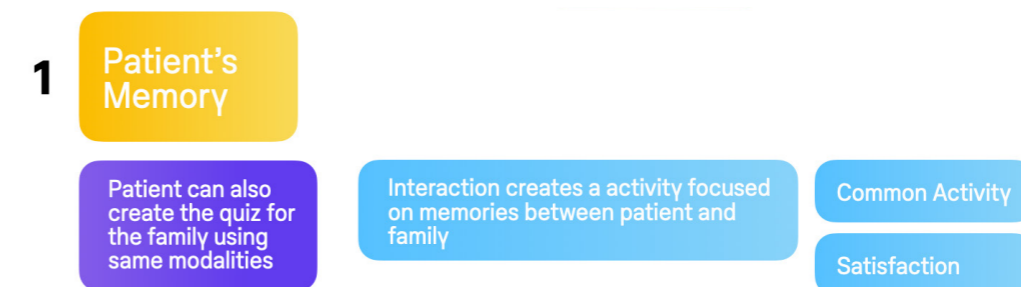 1
Patient's
Memory
Patient can also
create the quiz for
the family using
same modalities
Interaction creates a activity focused
on memories between patient and
family
Common Activity
Satisfaction